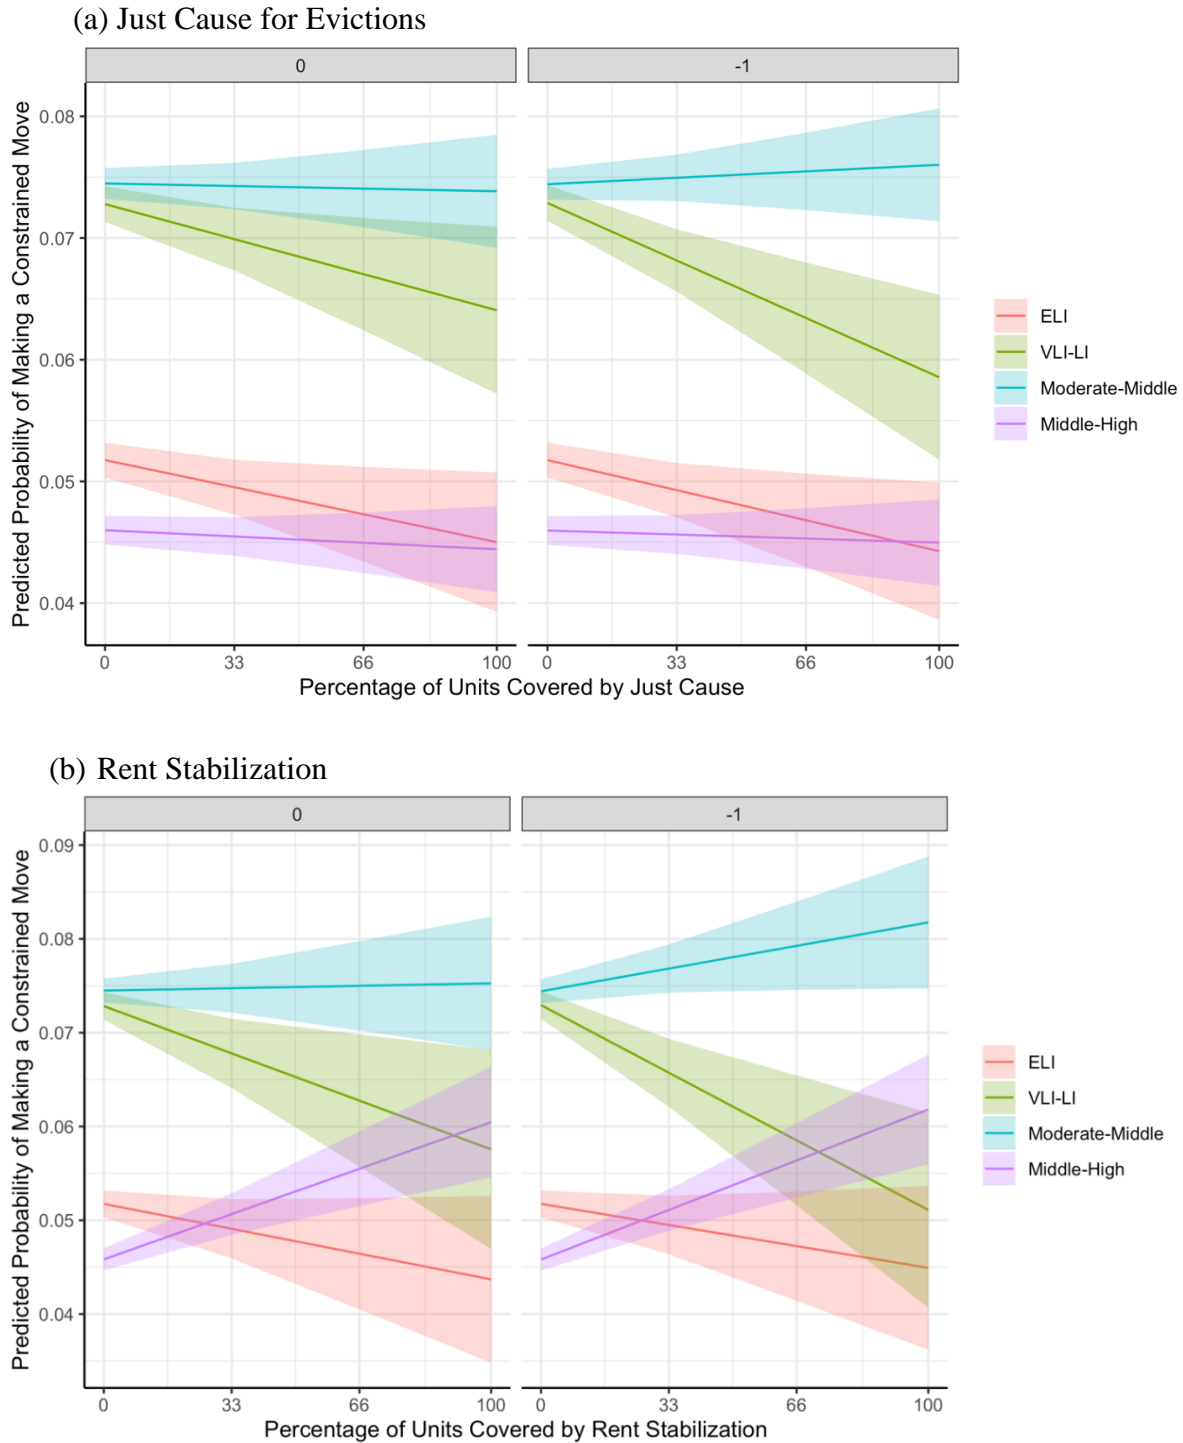 (a) Just Cause for Evictions
0
-1
Predicted Probability of Making a Constrained Move
0.08
0.07
0.06
0.05
0.04
0 33 66 100
0 33 66 100
Percentage of Units Covered by Just Cause
ELI
VLI-LI
Moderate-Middle
Middle-High
(b) Rent Stabilization
0
-1
Predicted Probability of Making a Constrained Move
0.09
0.08
0.07
0.06
0.05
0.04
0 33 66 100
0 33 66 100
Percentage of Units Covered by Rent Stabilization
ELI
VLI-LI
Moderate-Middle
Middle-High